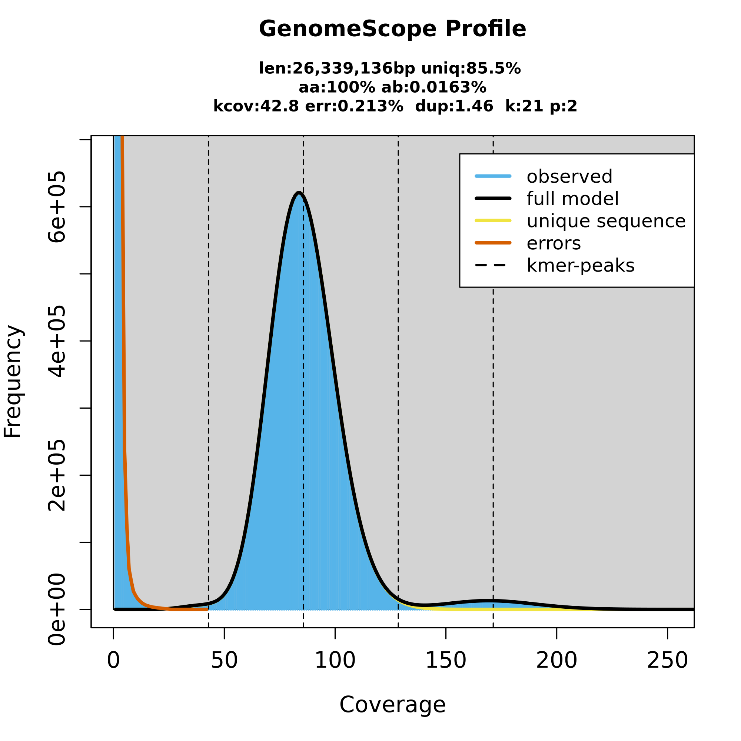 GenomeScope Profile
len:26,339,136bp uniq:85.5%
aa:100% ab:0.0163%
kcov:42.8 err:0.213% dup:1.46 k:21 p:2
observed
full model
unique sequence
errors
kmer-peaks
Frequency
6e+05
4e+05
2e+05
0e+00
0 50 100 150 200 250
Coverage